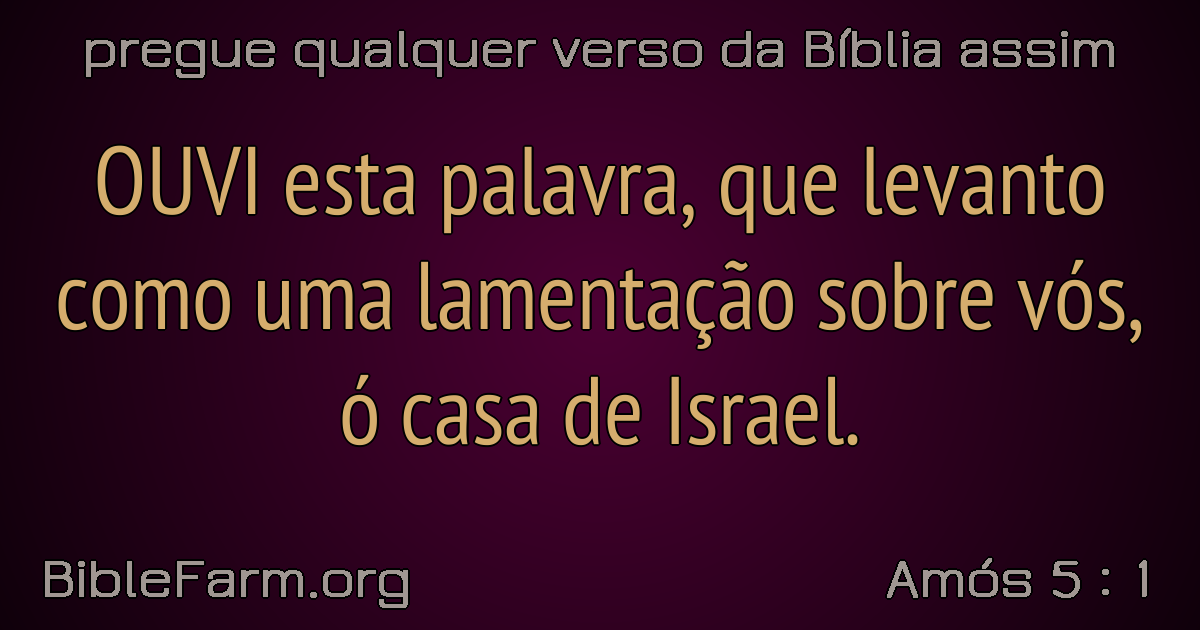 pregue qualquer verso da Bíblia assim
OUVI esta palavra, que levanto
como uma lamentação sobre vós,
ó casa de Israel.
BibleFarm.org
Amós 5 : 1